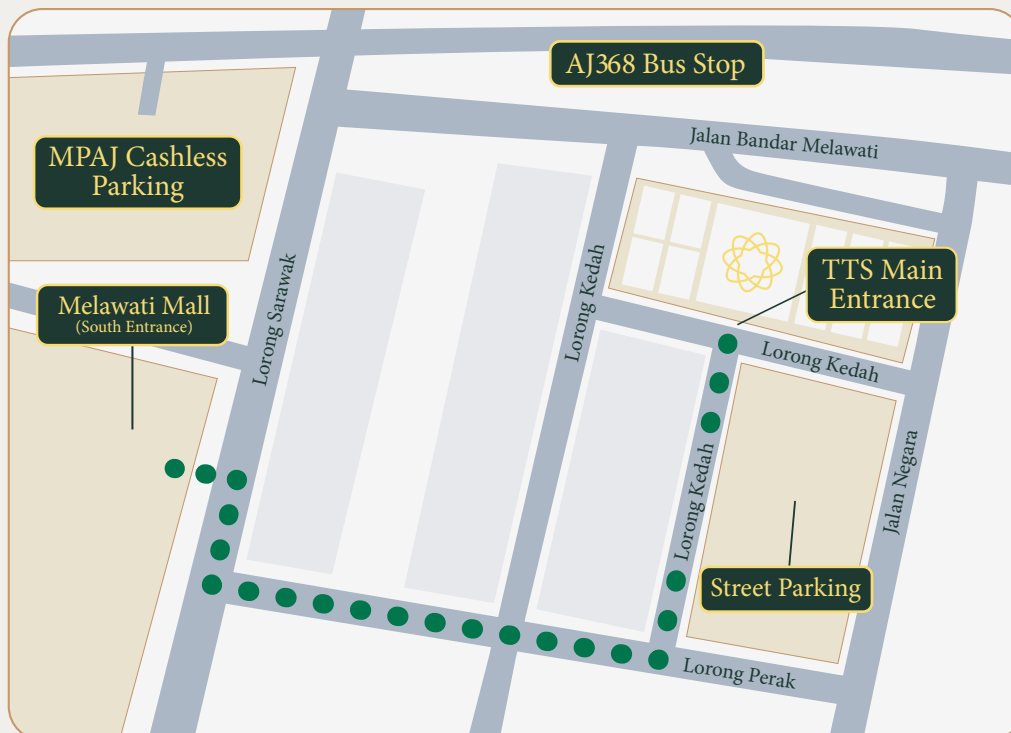 AJ368 Bus Stop
Jalan Bandar Melawati
MPAJ Cashless
Parking
TTS Main
Entrance
Melawati Mall
(South Entrance)
Lorong Sarawak
Lorong Kedah
Lorong Kedah
Lorong Kedah
Jalan Negara
Street Parking
Lorong Perak